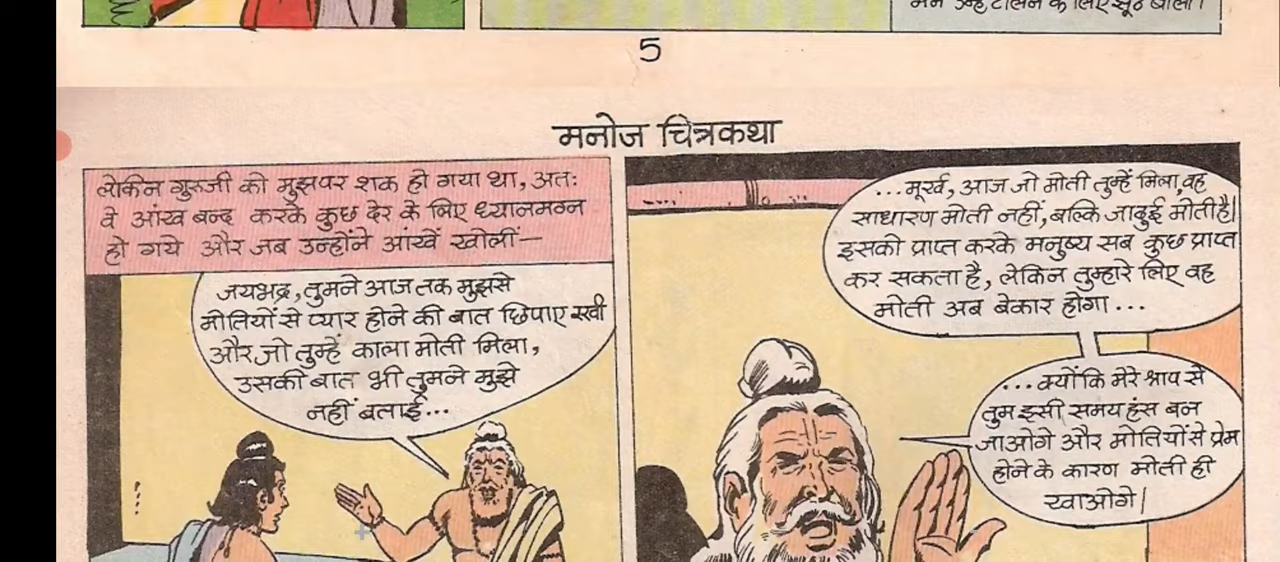 मैंने उन्हें टालने के लिए झूठ बोला।
5
मनोज चित्रकथा
लेकिन गुरुजी को मुझपर शक हो गया था, अतः
वे आंख बन्द करके कुछ देर के लिए ध्यानमग्न
हो गये और जब उन्होंने आंखें खोलीं—
जयभद्र, तुमने आज तक मुझसे
मोतियों से प्यार होने की बात छिपाए रखी
और जो तुम्हें काला मोती मिला,
उसकी बात भी तुमने मुझे
नहीं बताई...
...मूर्ख, आज जो मोती तुम्हें मिला, वह
साधारण मोती नहीं, बल्कि जादुई मोती है।
इसको प्राप्त करके मनुष्य सब कुछ प्राप्त
कर सकता है, लेकिन तुम्हारे लिए वह
मोती अब बेकार होगा...
...क्योंकि मेरे श्राप से
तुम इसी समय हंस बन
जाओगे और मोतियों से प्रेम
होने के कारण मोती ही
खाओगे।